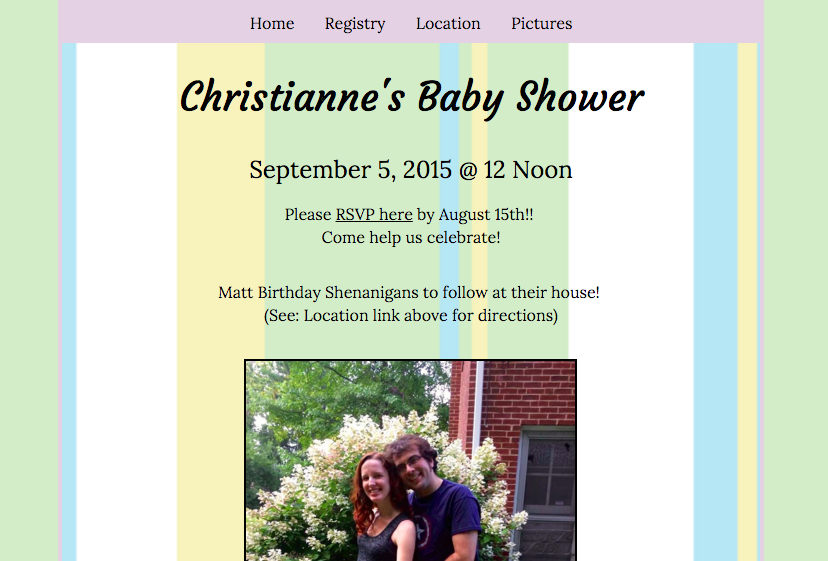 Home Registry Location Pictures
Christianne's Baby Shower
September 5, 2015 @ 12 Noon
Please RSVP here by August 15th!!
Come help us celebrate!
Matt Birthday Shenanigans to follow at their house!
(See: Location link above for directions)